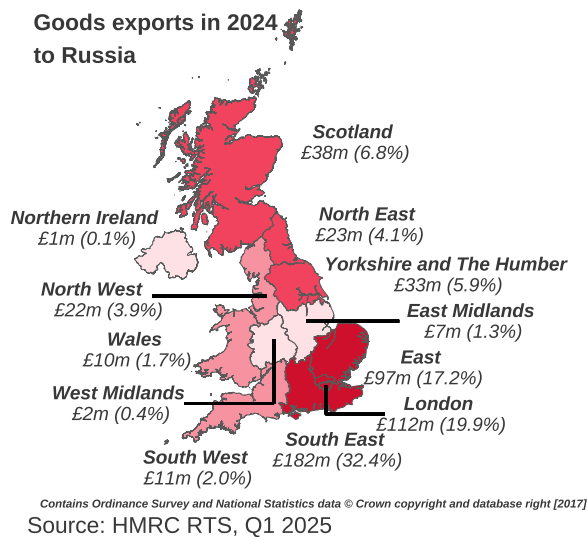 Goods exports in 2024
to Russia
Scotland
£38m (6.8%)
Northern Ireland
£1m (0.1%)
North East
£23m (4.1%)
Yorkshire and The Humber
£33m (5.9%)
North West
£22m (3.9%)
East Midlands
£7m (1.3%)
Wales
£10m (1.7%)
East
£97m (17.2%)
West Midlands
£2m (0.4%)
London
£112m (19.9%)
South East
£182m (32.4%)
South West
£11m (2.0%)
Contains Ordinance Survey and National Statistics data © Crown copyright and database right [2017]
Source: HMRC RTS, Q1 2025